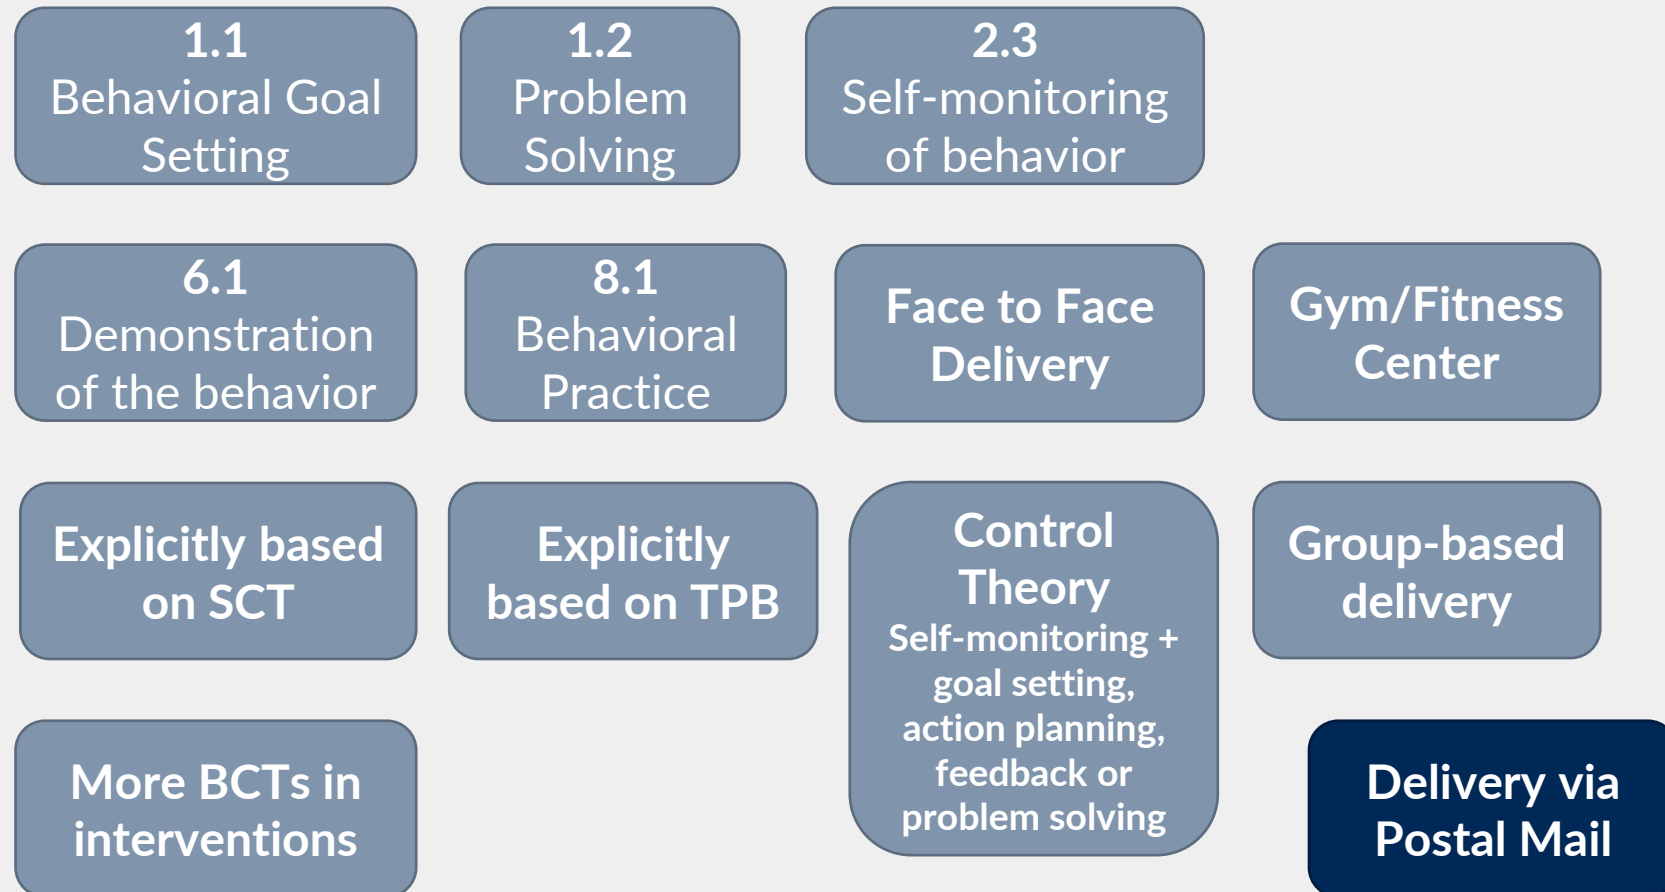 1.1
Behavioral Goal
Setting
1.2
Problem
Solving
2.3
Self-monitoring
of behavior
6.1
Demonstration
of the behavior
8.1
Behavioral
Practice
Face to Face
Delivery
Gym/Fitness
Center
Explicitly based
on SCT
Explicitly
based on TPB
Control
Theory
Self-monitoring +
goal setting,
action planning,
feedback or
problem solving
Group-based
delivery
More BCTs in
interventions
Delivery via
Postal Mail